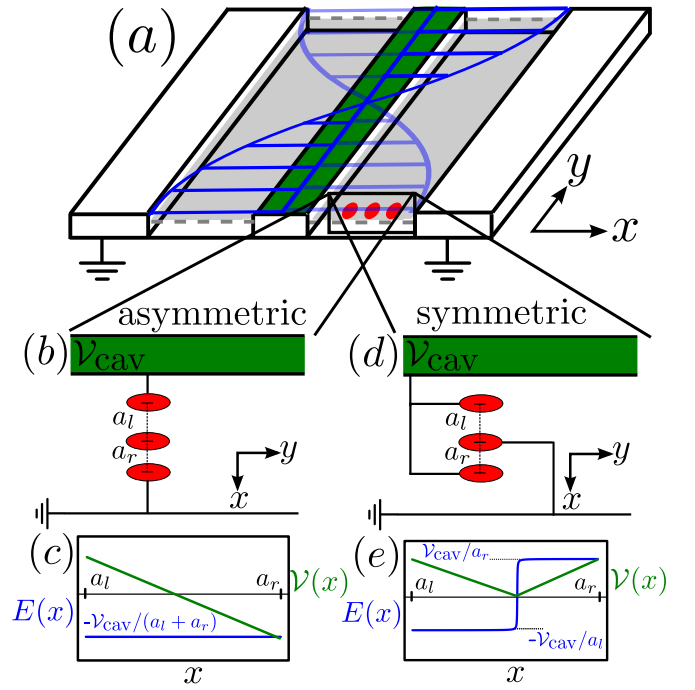 (a)
y
x
asymmetric
symmetric
(b)
𝒱cav
a_l
a_r
y
x
(d)
𝒱cav
a_l
a_r
y
x
(c)
a_l
a_r
𝒱(x)
E(x)
-𝒱cav/(a_l + a_r)
x
(e)
𝒱cav/a_r
a_l
a_r
𝒱(x)
E(x)
-𝒱cav/a_l
x